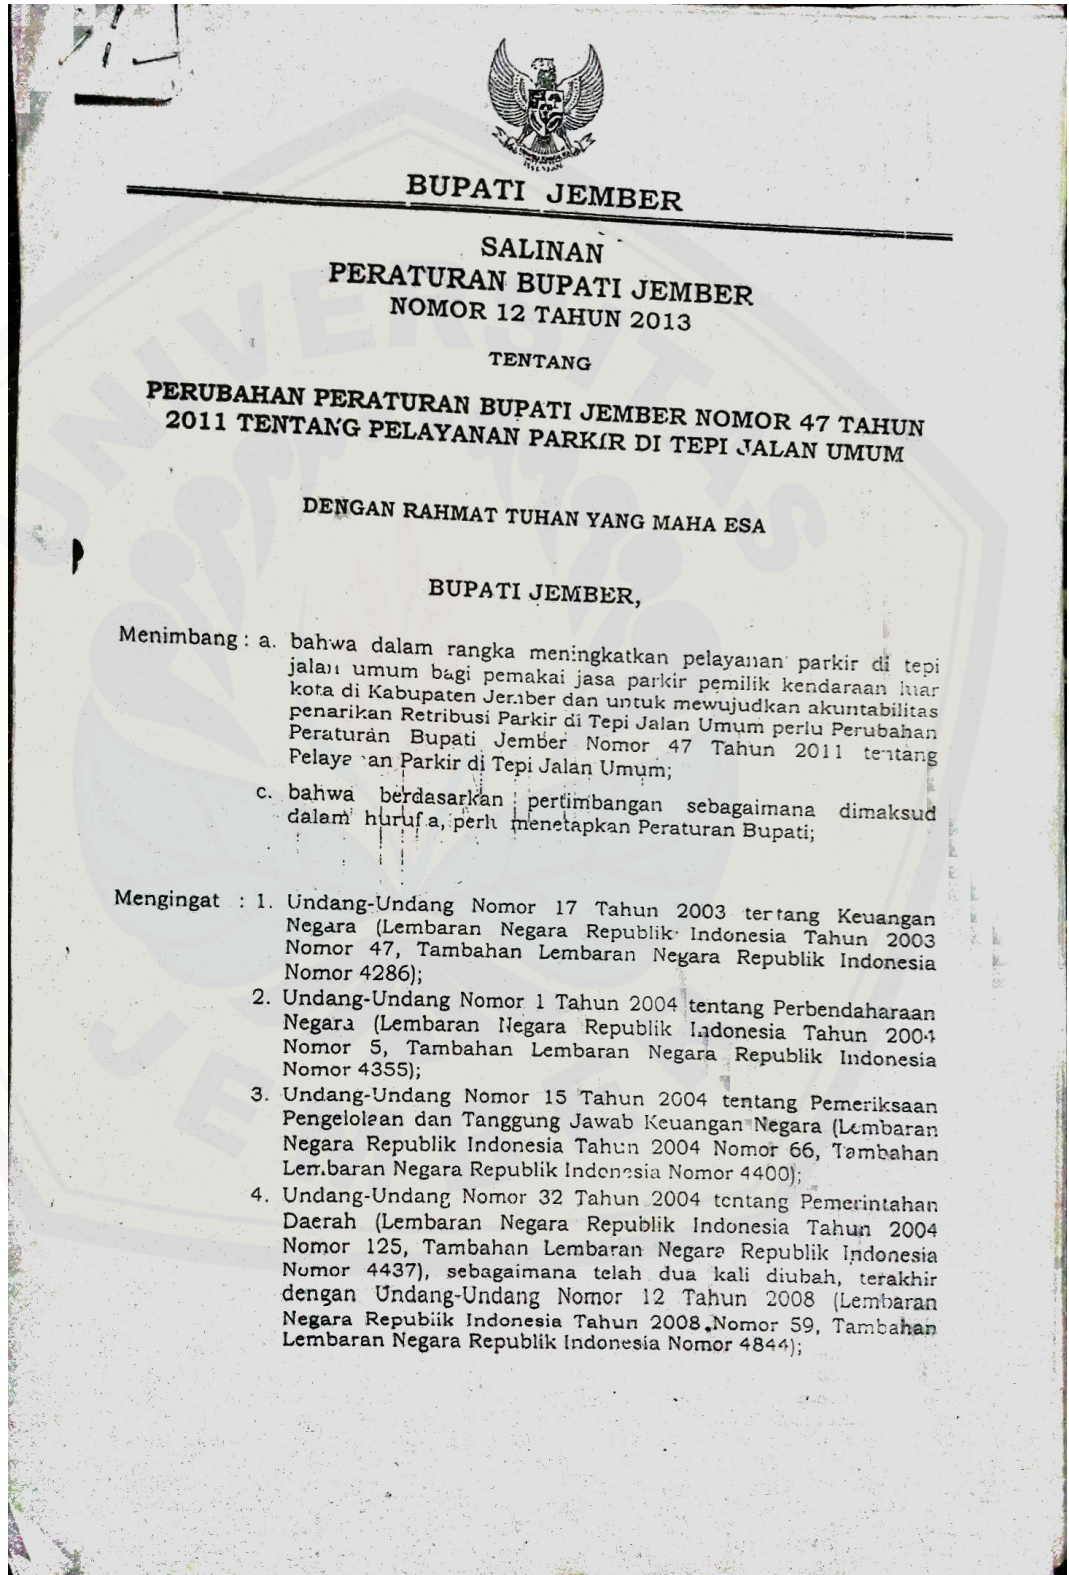 BUPATI JEMBER
SALINAN
PERATURAN BUPATI JEMBER
NOMOR 12 TAHUN 2013
TENTANG
PERUBAHAN PERATURAN BUPATI JEMBER NOMOR 47 TAHUN
2011 TENTANG PELAYANAN PARKIR DI TEPI JALAN UMUM
DENGAN RAHMAT TUHAN YANG MAHA ESA
BUPATI JEMBER,
Menimbang : a. bahwa dalam rangka meningkatkan pelayanan parkir di tepi
jalan umum bagi pemakai jasa parkir pemilik kendaraan luar
kota di Kabupaten Jember dan untuk mewujudkan akuntabilitas
penarikan Retribusi Parkir di Tepi Jalan Umum perlu Perubahan
Peraturan Bupati Jember Nomor 47 Tahun 2011 tentang
Pelayanan Parkir di Tepi Jalan Umum;
c. bahwa berdasarkan pertimbangan sebagaimana dimaksud
dalam huruf a, perlu menetapkan Peraturan Bupati;
Mengingat : 1. Undang-Undang Nomor 17 Tahun 2003 tentang Keuangan
Negara (Lembaran Negara Republik Indonesia Tahun 2003
Nomor 47, Tambahan Lembaran Negara Republik Indonesia
Nomor 4286);
2. Undang-Undang Nomor 1 Tahun 2004 tentang Perbendaharaan
Negara (Lembaran Negara Republik Indonesia Tahun 2004
Nomor 5, Tambahan Lembaran Negara Republik Indonesia
Nomor 4355);
3. Undang-Undang Nomor 15 Tahun 2004 tentang Pemeriksaan
Pengelolaan dan Tanggung Jawab Keuangan Negara (Lembaran
Negara Republik Indonesia Tahun 2004 Nomor 66, Tambahan
Lembaran Negara Republik Indonesia Nomor 4400);
4. Undang-Undang Nomor 32 Tahun 2004 tentang Pemerintahan
Daerah (Lembaran Negara Republik Indonesia Tahun 2004
Nomor 125, Tambahan Lembaran Negara Republik Indonesia
Nomor 4437), sebagaimana telah dua kali diubah, terakhir
dengan Undang-Undang Nomor 12 Tahun 2008 (Lembaran
Negara Republik Indonesia Tahun 2008 Nomor 59, Tambahan
Lembaran Negara Republik Indonesia Nomor 4844);
UNIVERSITAS
JEMBER